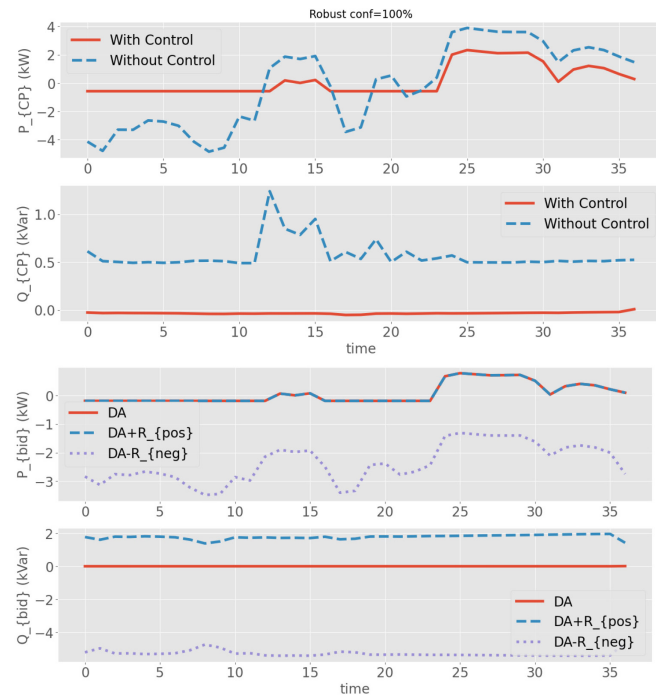 Robust conf=100%
P_{CP} (kW)
4
2
0
−2
−4
With Control
Without Control
0 5 10 15 20 25 30 35
Q_{CP} (kVar)
1.0
0.5
0.0
With Control
Without Control
0 5 10 15 20 25 30 35
time
P_{bid} (kW)
0
−1
−2
−3
DA
DA+R_{pos}
DA-R_{neg}
0 5 10 15 20 25 30 35
Q_{bid} (kVar)
2
0
−2
−4
DA
DA+R_{pos}
DA-R_{neg}
0 5 10 15 20 25 30 35
time